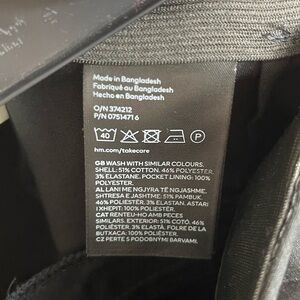 Made in Bangladesh
Fabriqué au Bangladesh
Hecho en Bangladesh
O/N 374212
P/N 07514716
40
P
hm.com/takecare
GB WASH WITH SIMILAR COLOURS.
SHELL: 51% COTTON. 46% POLYESTER.
3% ELASTANE. POCKET LINING: 100%
POLYESTER.
AL LANI ME NGJYRA TË NGJASHME.
SHTRESA E JASHTME: 51% PAMBUK.
46% POLIESTËR. 3% ELASTAN. ASTARI
I XHEPIT: 100% POLIESTËR.
CAT RENTEU-HO AMB PECES
SIMILARS. EXTERIOR: 51% COTÓ. 46%
POLIÈSTER. 3% ELASTÀ. FOLRE DE LA
BUTXACA: 100% POLIÈSTER.
CZ PERTE S PODOBNÝMI BARVAMI.